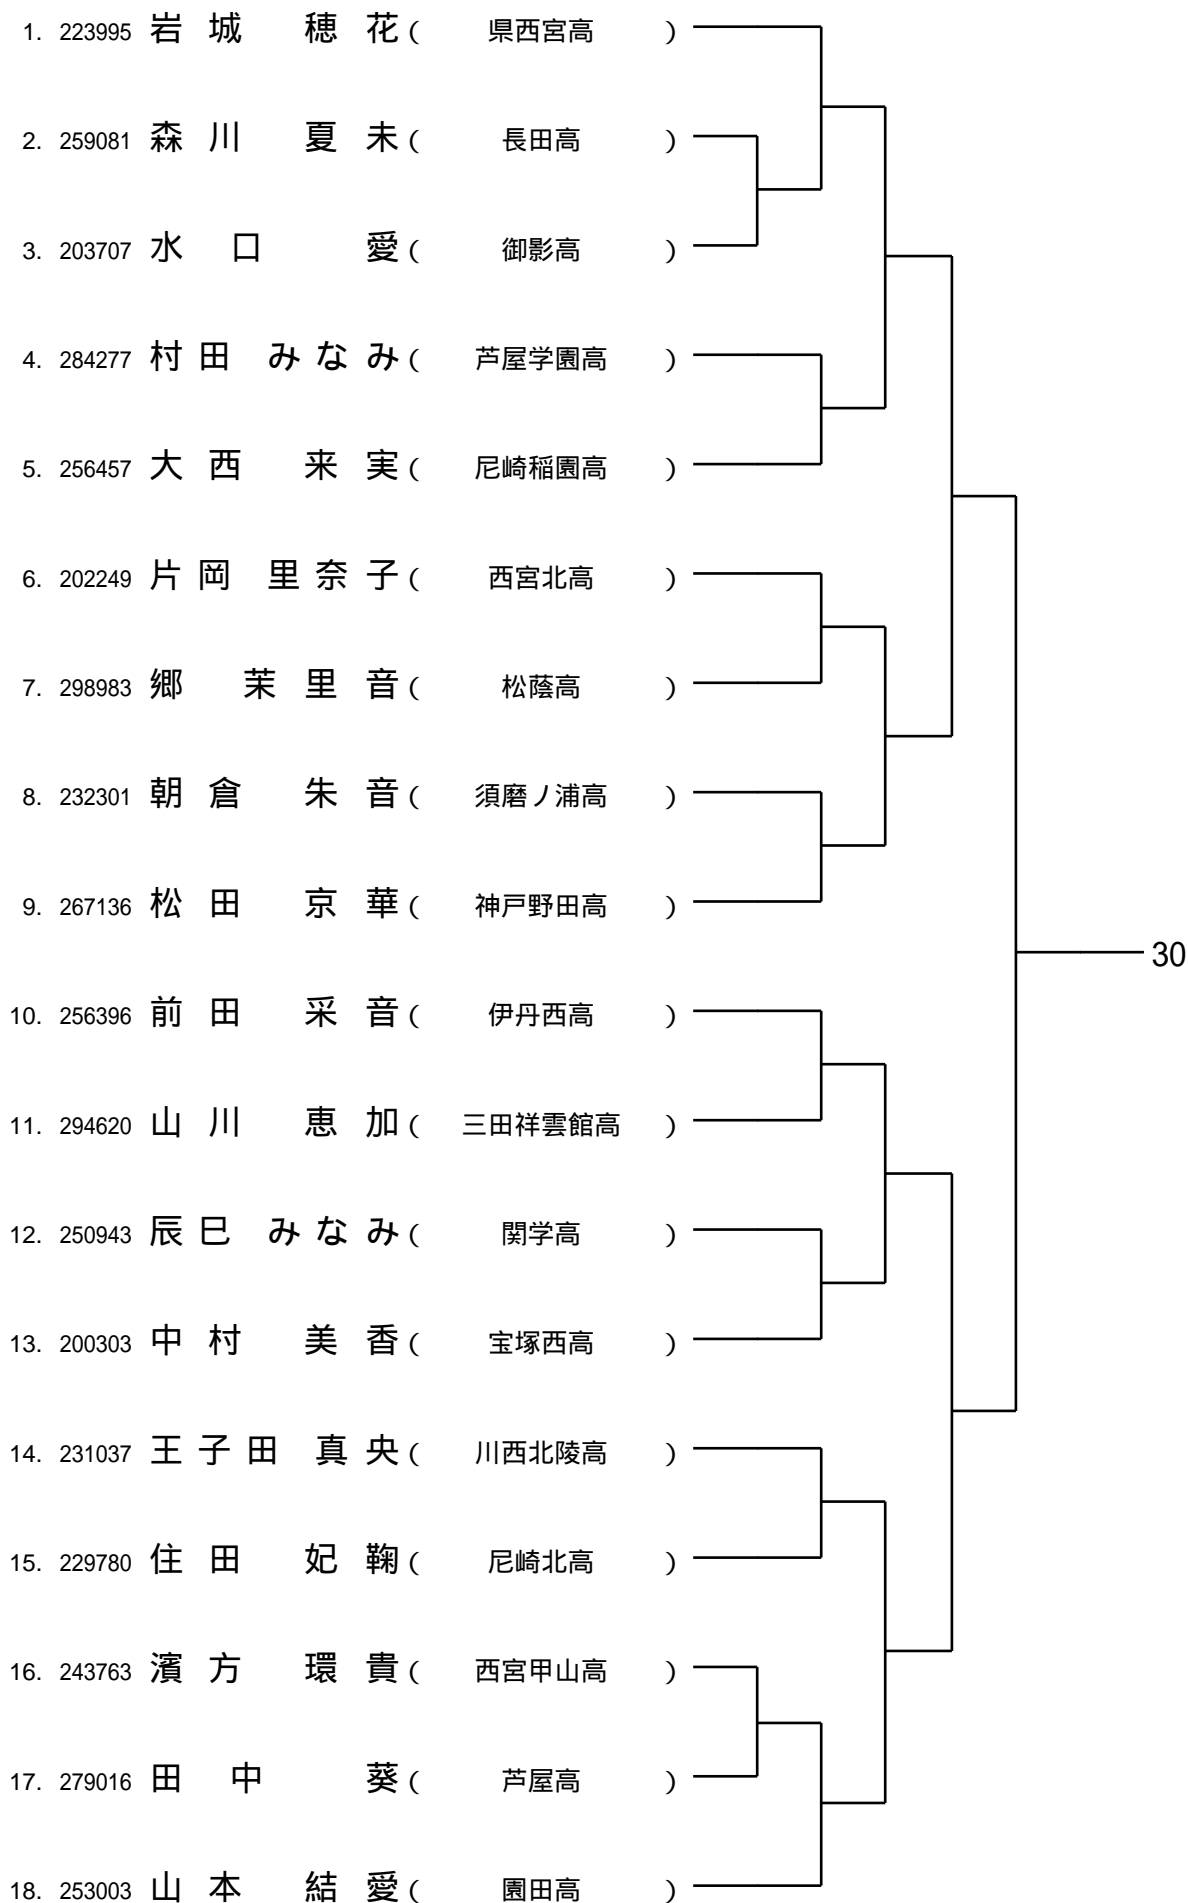 1. 223995 岩城 穂花 ( 県西宮高 )
2. 259081 森川 夏未 ( 長田高 )
3. 203707 水口 愛 ( 御影高 )
4. 284277 村田 みなみ ( 芦屋学園高 )
5. 256457 大西 来実 ( 尼崎稲園高 )
6. 202249 片岡 里奈子 ( 西宮北高 )
7. 298983 郷 茉里音 ( 松蔭高 )
8. 232301 朝倉 朱音 ( 須磨ノ浦高 )
9. 267136 松田 京華 ( 神戸野田高 )
30
10. 256396 前田 采音 ( 伊丹西高 )
11. 294620 山川 恵加 ( 三田祥雲館高 )
12. 250943 辰巳 みなみ ( 関学高 )
13. 200303 中村 美香 ( 宝塚西高 )
14. 231037 王子田 真央 ( 川西北陵高 )
15. 229780 住田 妃鞠 ( 尼崎北高 )
16. 243763 濱方 環貴 ( 西宮甲山高 )
17. 279016 田中 葵 ( 芦屋高 )
18. 253003 山本 結愛 ( 園田高 )